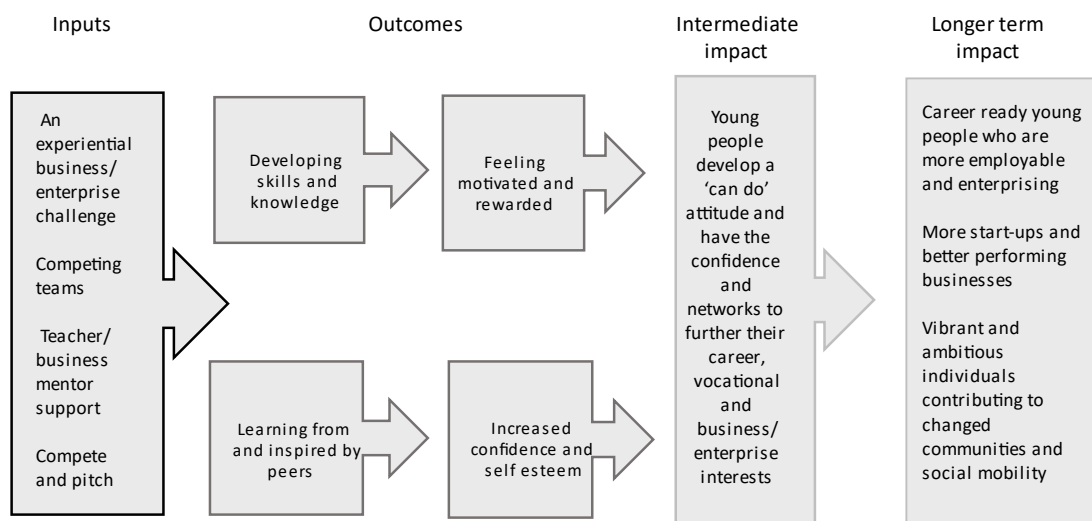 Inputs
Outcomes
Intermediate
impact
Longer term
impact
An
experiential
business/
enterprise
challenge
Competing
teams
Teacher/
business
mentor
support
Compete
and pitch
Developing
skills and
knowledge
Feeling
motivated and
rewarded
Learning from
and inspired by
peers
Increased
confidence and
self esteem
Young
people
develop a
‘can do’
attitude and
have the
confidence
and
networks to
further their
career,
vocational
and
business/
enterprise
interests
Career ready young
people who are
more employable
and enterprising
More start-ups and
better performing
businesses
Vibrant and
ambitious
individuals
contributing to
changed
communities and
social mobility